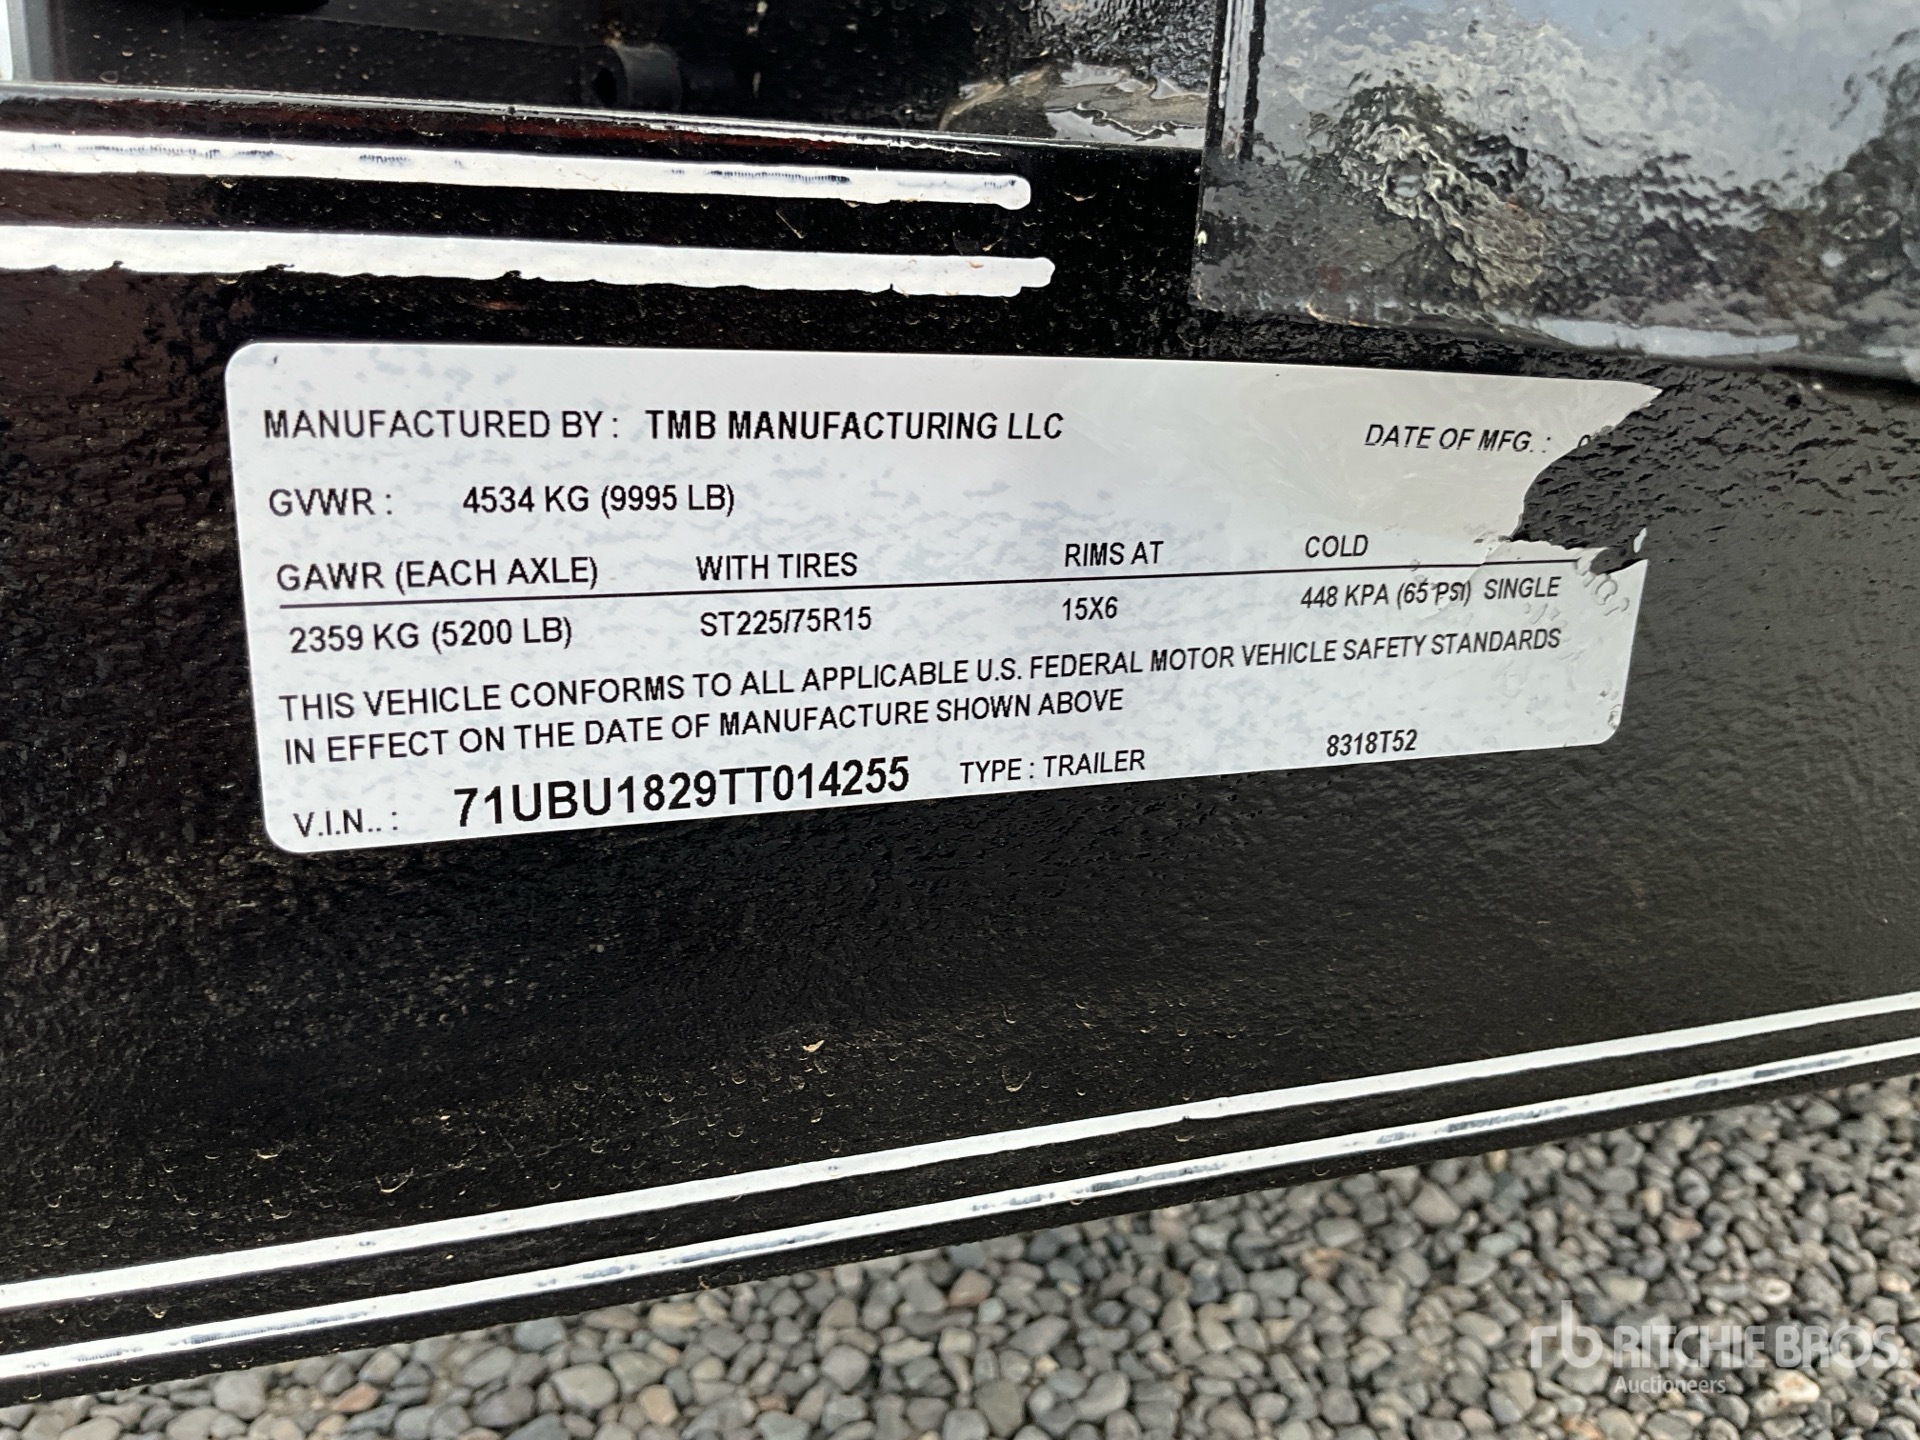 MANUFACTURED BY : TMB MANUFACTURING LLC DATE OF MFG. :
GVWR : 4534 KG (9995 LB)
GAWR (EACH AXLE) WITH TIRES RIMS AT COLD
2359 KG (5200 LB) ST225/75R15 15X6 448 KPA (65 PSI) SINGLE
THIS VEHICLE CONFORMS TO ALL APPLICABLE U.S. FEDERAL MOTOR VEHICLE SAFETY STANDARDS
IN EFFECT ON THE DATE OF MANUFACTURE SHOWN ABOVE
V.I.N.. : 71UBU1829TT014255 TYPE : TRAILER 8318T52
rb RITCHIE BROS.
Auctioneers